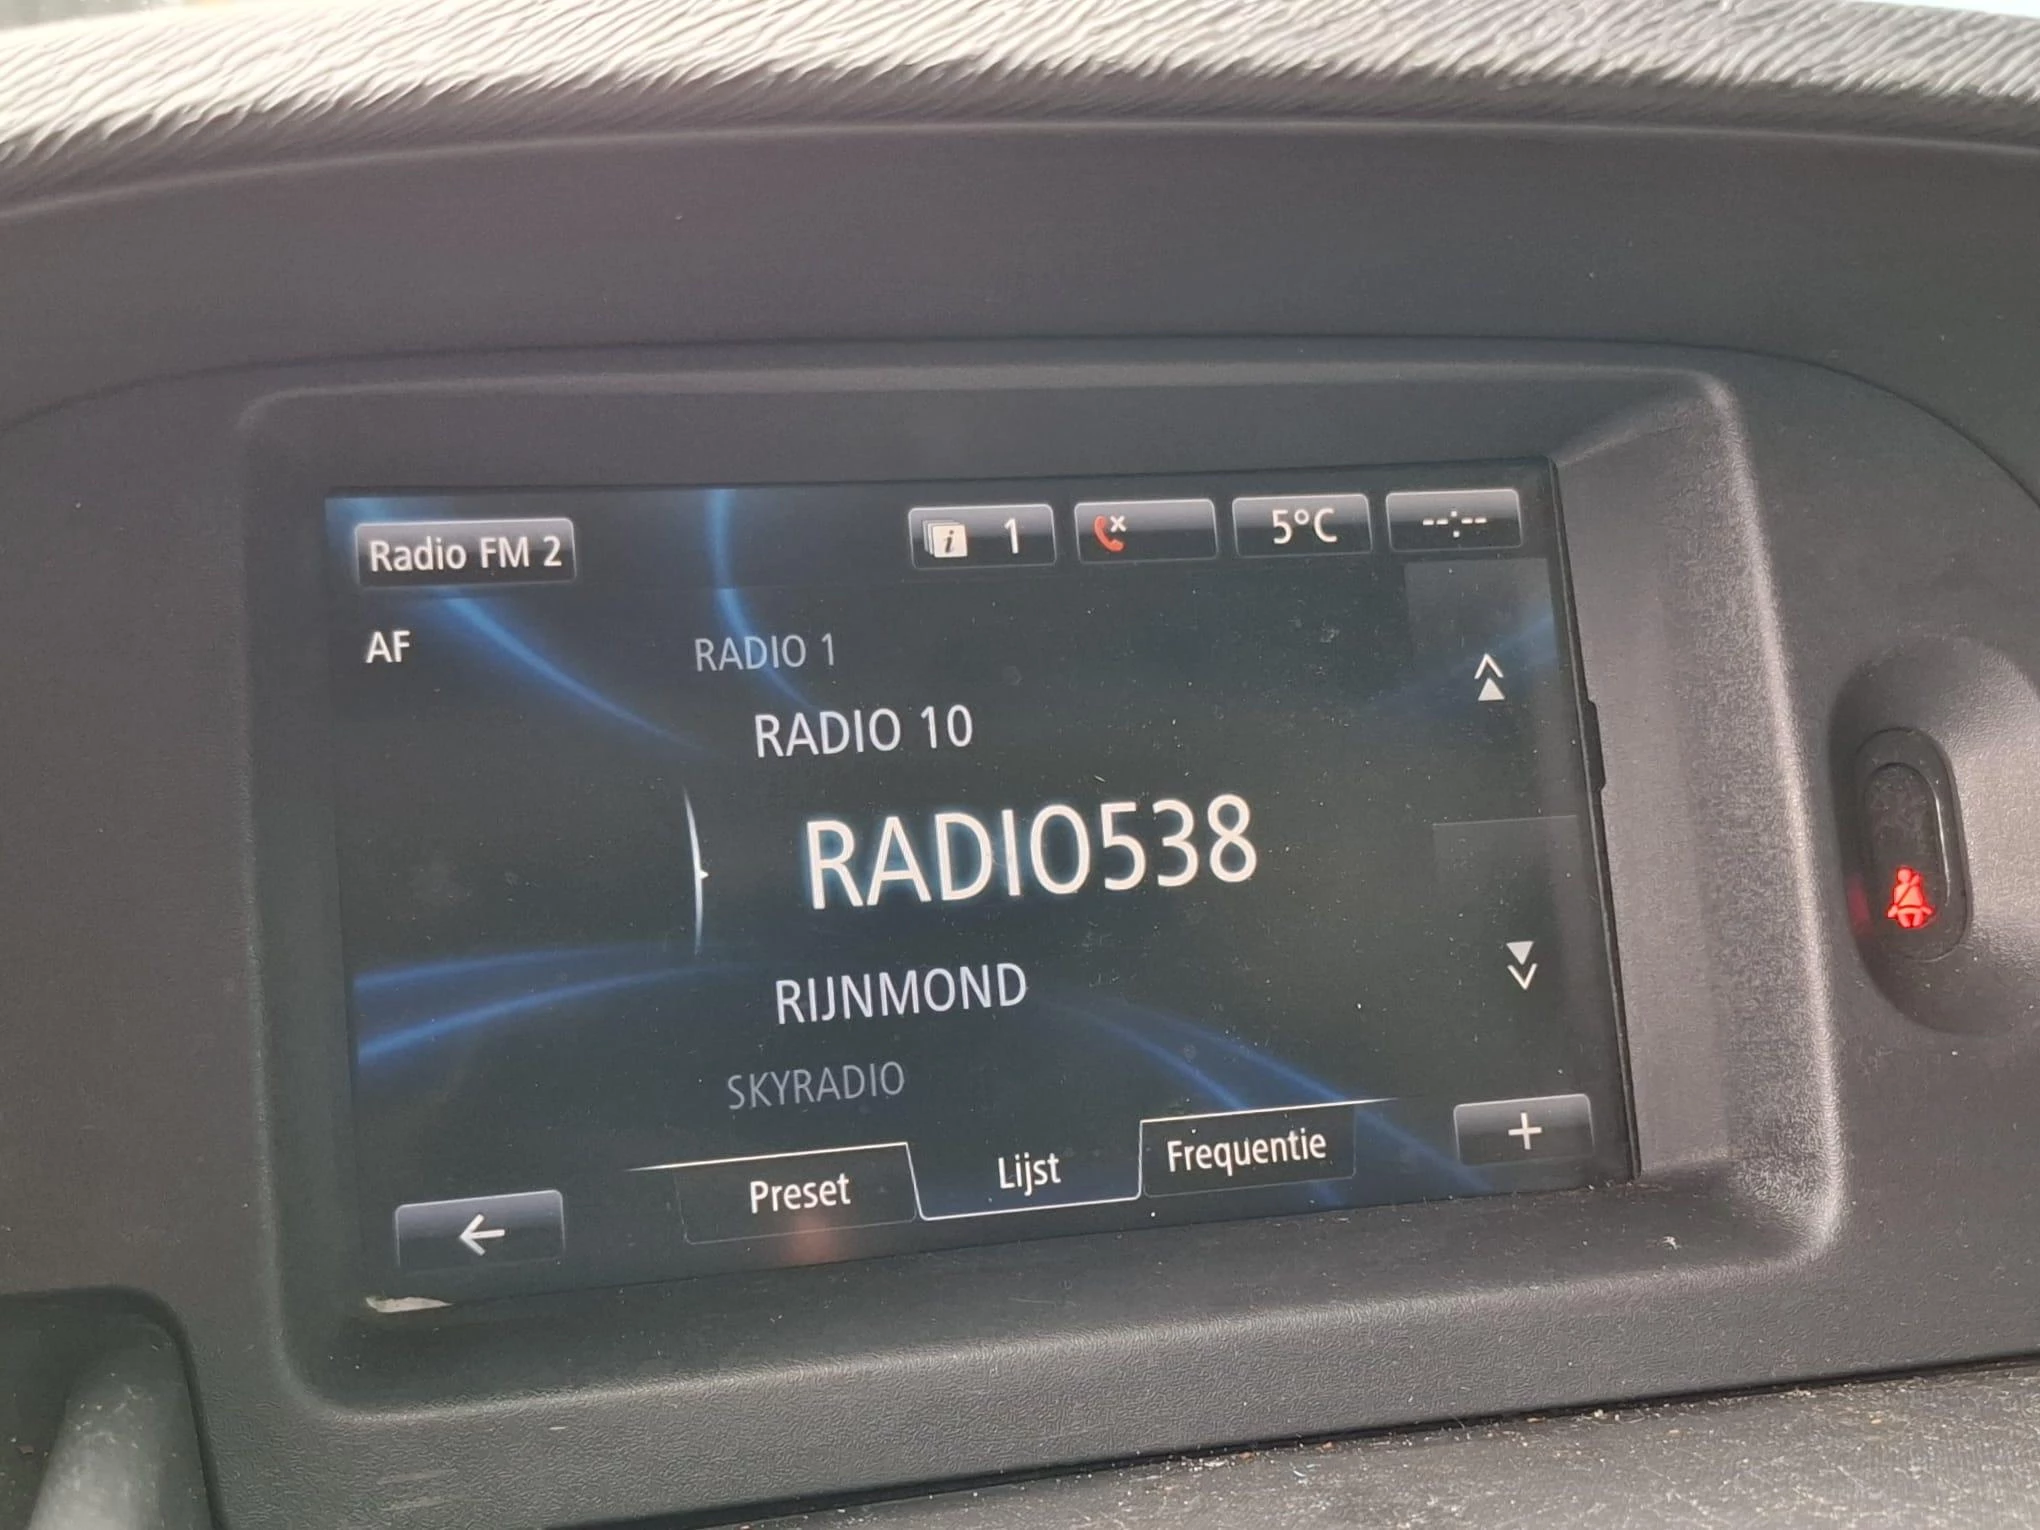 Radio FM 2
1
5°C
--:--
AF
RADIO 1
RADIO 10
RADIO538
RIJNMOND
SKYRADIO
Preset
Lijst
Frequentie
+